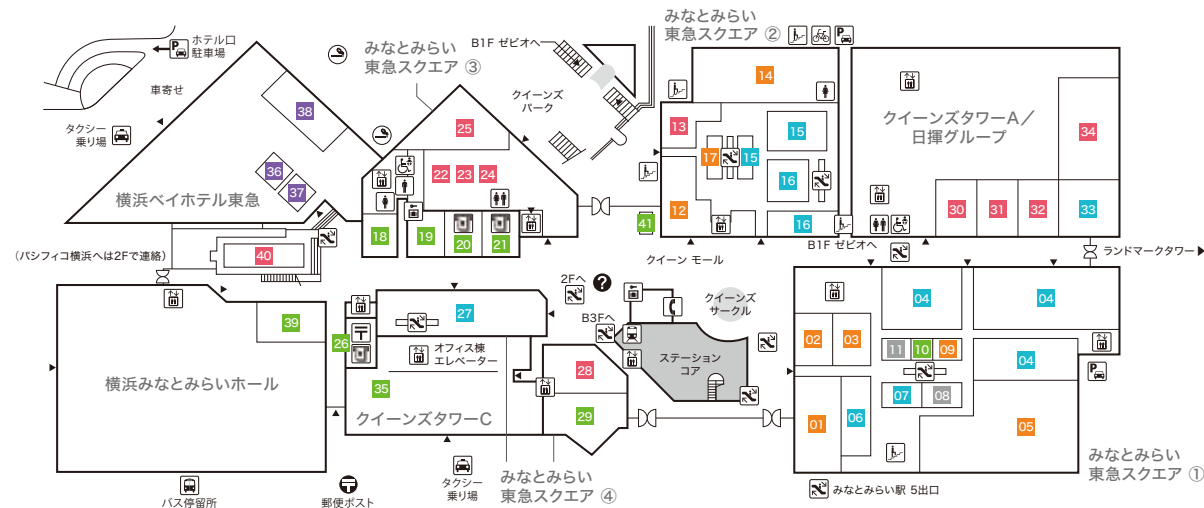 ホテル口
駐車場
車寄せ
タクシー
乗り場
みなとみらい
東急スクエア ③
B1F ゼビオへ
クイーンズ
パーク
みなとみらい
東急スクエア ②
クイーンズタワーA／
日揮グループ
横浜ベイホテル東急
38
36
37
25
22
23
24
18
19
20
21
41
14
13
17
15
15
16
16
12
34
30
31
32
33
B1F ゼビオへ
クイーン モール
ランドマークタワー
(パシフィコ横浜へは2Fで連絡)
40
39
横浜みなとみらいホール
26
27
オフィス棟
エレベーター
35
クイーンズタワーC
28
29
2Fへ
?
B3Fへ
クイーンズ
サークル
ステーション
コア
04
04
02
03
11
10
09
04
07
08
01
06
05
みなとみらい
東急スクエア ①
みなとみらい
東急スクエア ④
バス停留所
郵便ポスト
タクシー
乗り場
みなとみらい駅 5出口